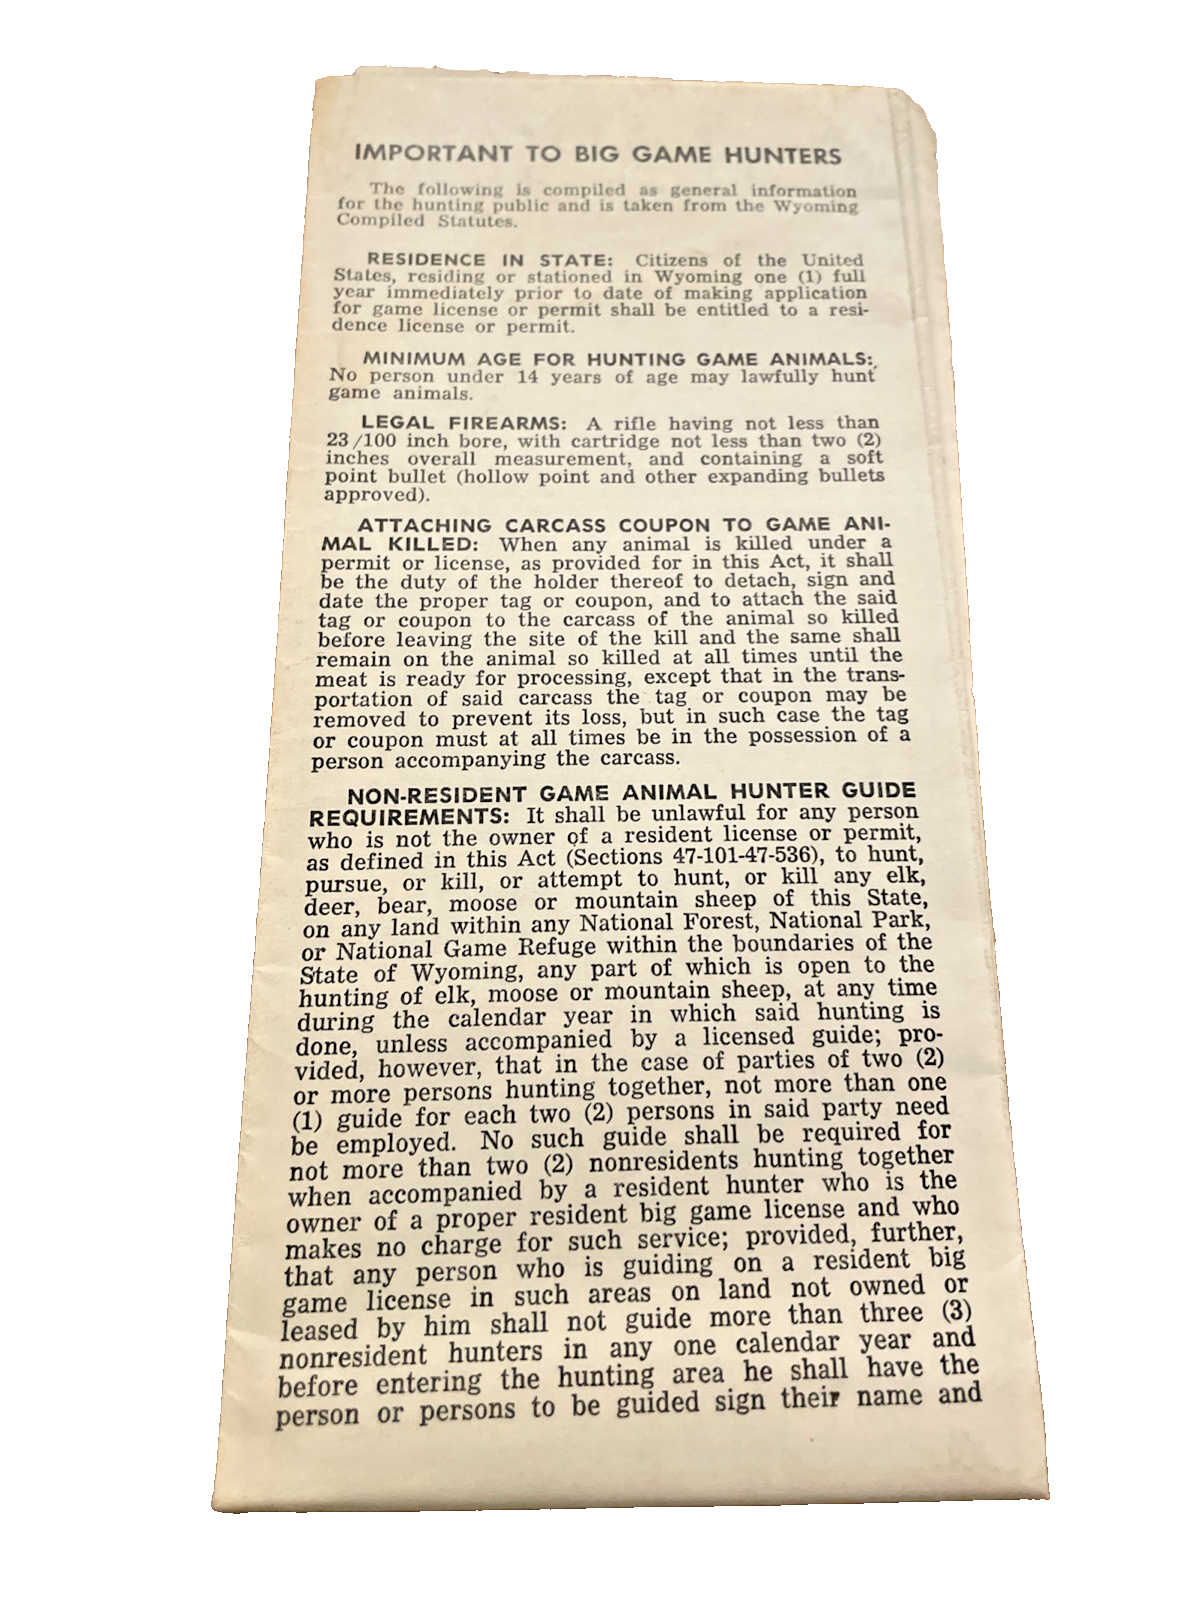 IMPORTANT TO BIG GAME HUNTERS
The following is compiled as general information
for the hunting public and is taken from the Wyoming
Compiled Statutes.
RESIDENCE IN STATE: Citizens of the United
States, residing or stationed in Wyoming one (1) full
year immediately prior to date of making application
for game license or permit shall be entitled to a resi-
dence license or permit.
MINIMUM AGE FOR HUNTING GAME ANIMALS:
No person under 14 years of age may lawfully hunt
game animals.
LEGAL FIREARMS: A rifle having not less than
23/100 inch bore, with cartridge not less than two (2)
inches overall measurement, and containing a soft
point bullet (hollow point and other expanding bullets
approved).
ATTACHING CARCASS COUPON TO GAME ANI-
MAL KILLED: When any animal is killed under a
permit or license, as provided for in this Act, it shall
be the duty of the holder thereof to detach, sign and
date the proper tag or coupon, and to attach the said
tag or coupon to the carcass of the animal so killed
before leaving the site of the kill and the same shall
remain on the animal so killed at all times until the
meat is ready for processing, except that in the trans-
portation of said carcass the tag or coupon may be
removed to prevent its loss, but in such case the tag
or coupon must at all times be in the possession of a
person accompanying the carcass.
NON-RESIDENT GAME ANIMAL HUNTER GUIDE
REQUIREMENTS: It shall be unlawful for any person
who is not the owner of a resident license or permit,
as defined in this Act (Sections 47-101-47-536), to hunt,
pursue, or kill, or attempt to hunt, or kill any elk,
deer, bear, moose or mountain sheep of this State,
on any land within any National Forest, National Park,
or National Game Refuge within the boundaries of the
State of Wyoming, any part of which is open to the
hunting of elk, moose or mountain sheep, at any time
during the calendar year in which said hunting is
done, unless accompanied by a licensed guide; pro-
vided, however, that in the case of parties of two (2)
or more persons hunting together, not more than one
(1) guide for each two (2) persons in said party need
be employed. No such guide shall be required for
not more than two (2) nonresidents hunting together
when accompanied by a resident hunter who is the
owner of a proper resident big game license and who
makes no charge for such service; provided, further,
that any person who is guiding on a resident big
game license in such areas on land not owned or
leased by him shall not guide more than three (3)
nonresident hunters in any one calendar year and
before entering the hunting area he shall have the
person or persons to be guided sign their name and